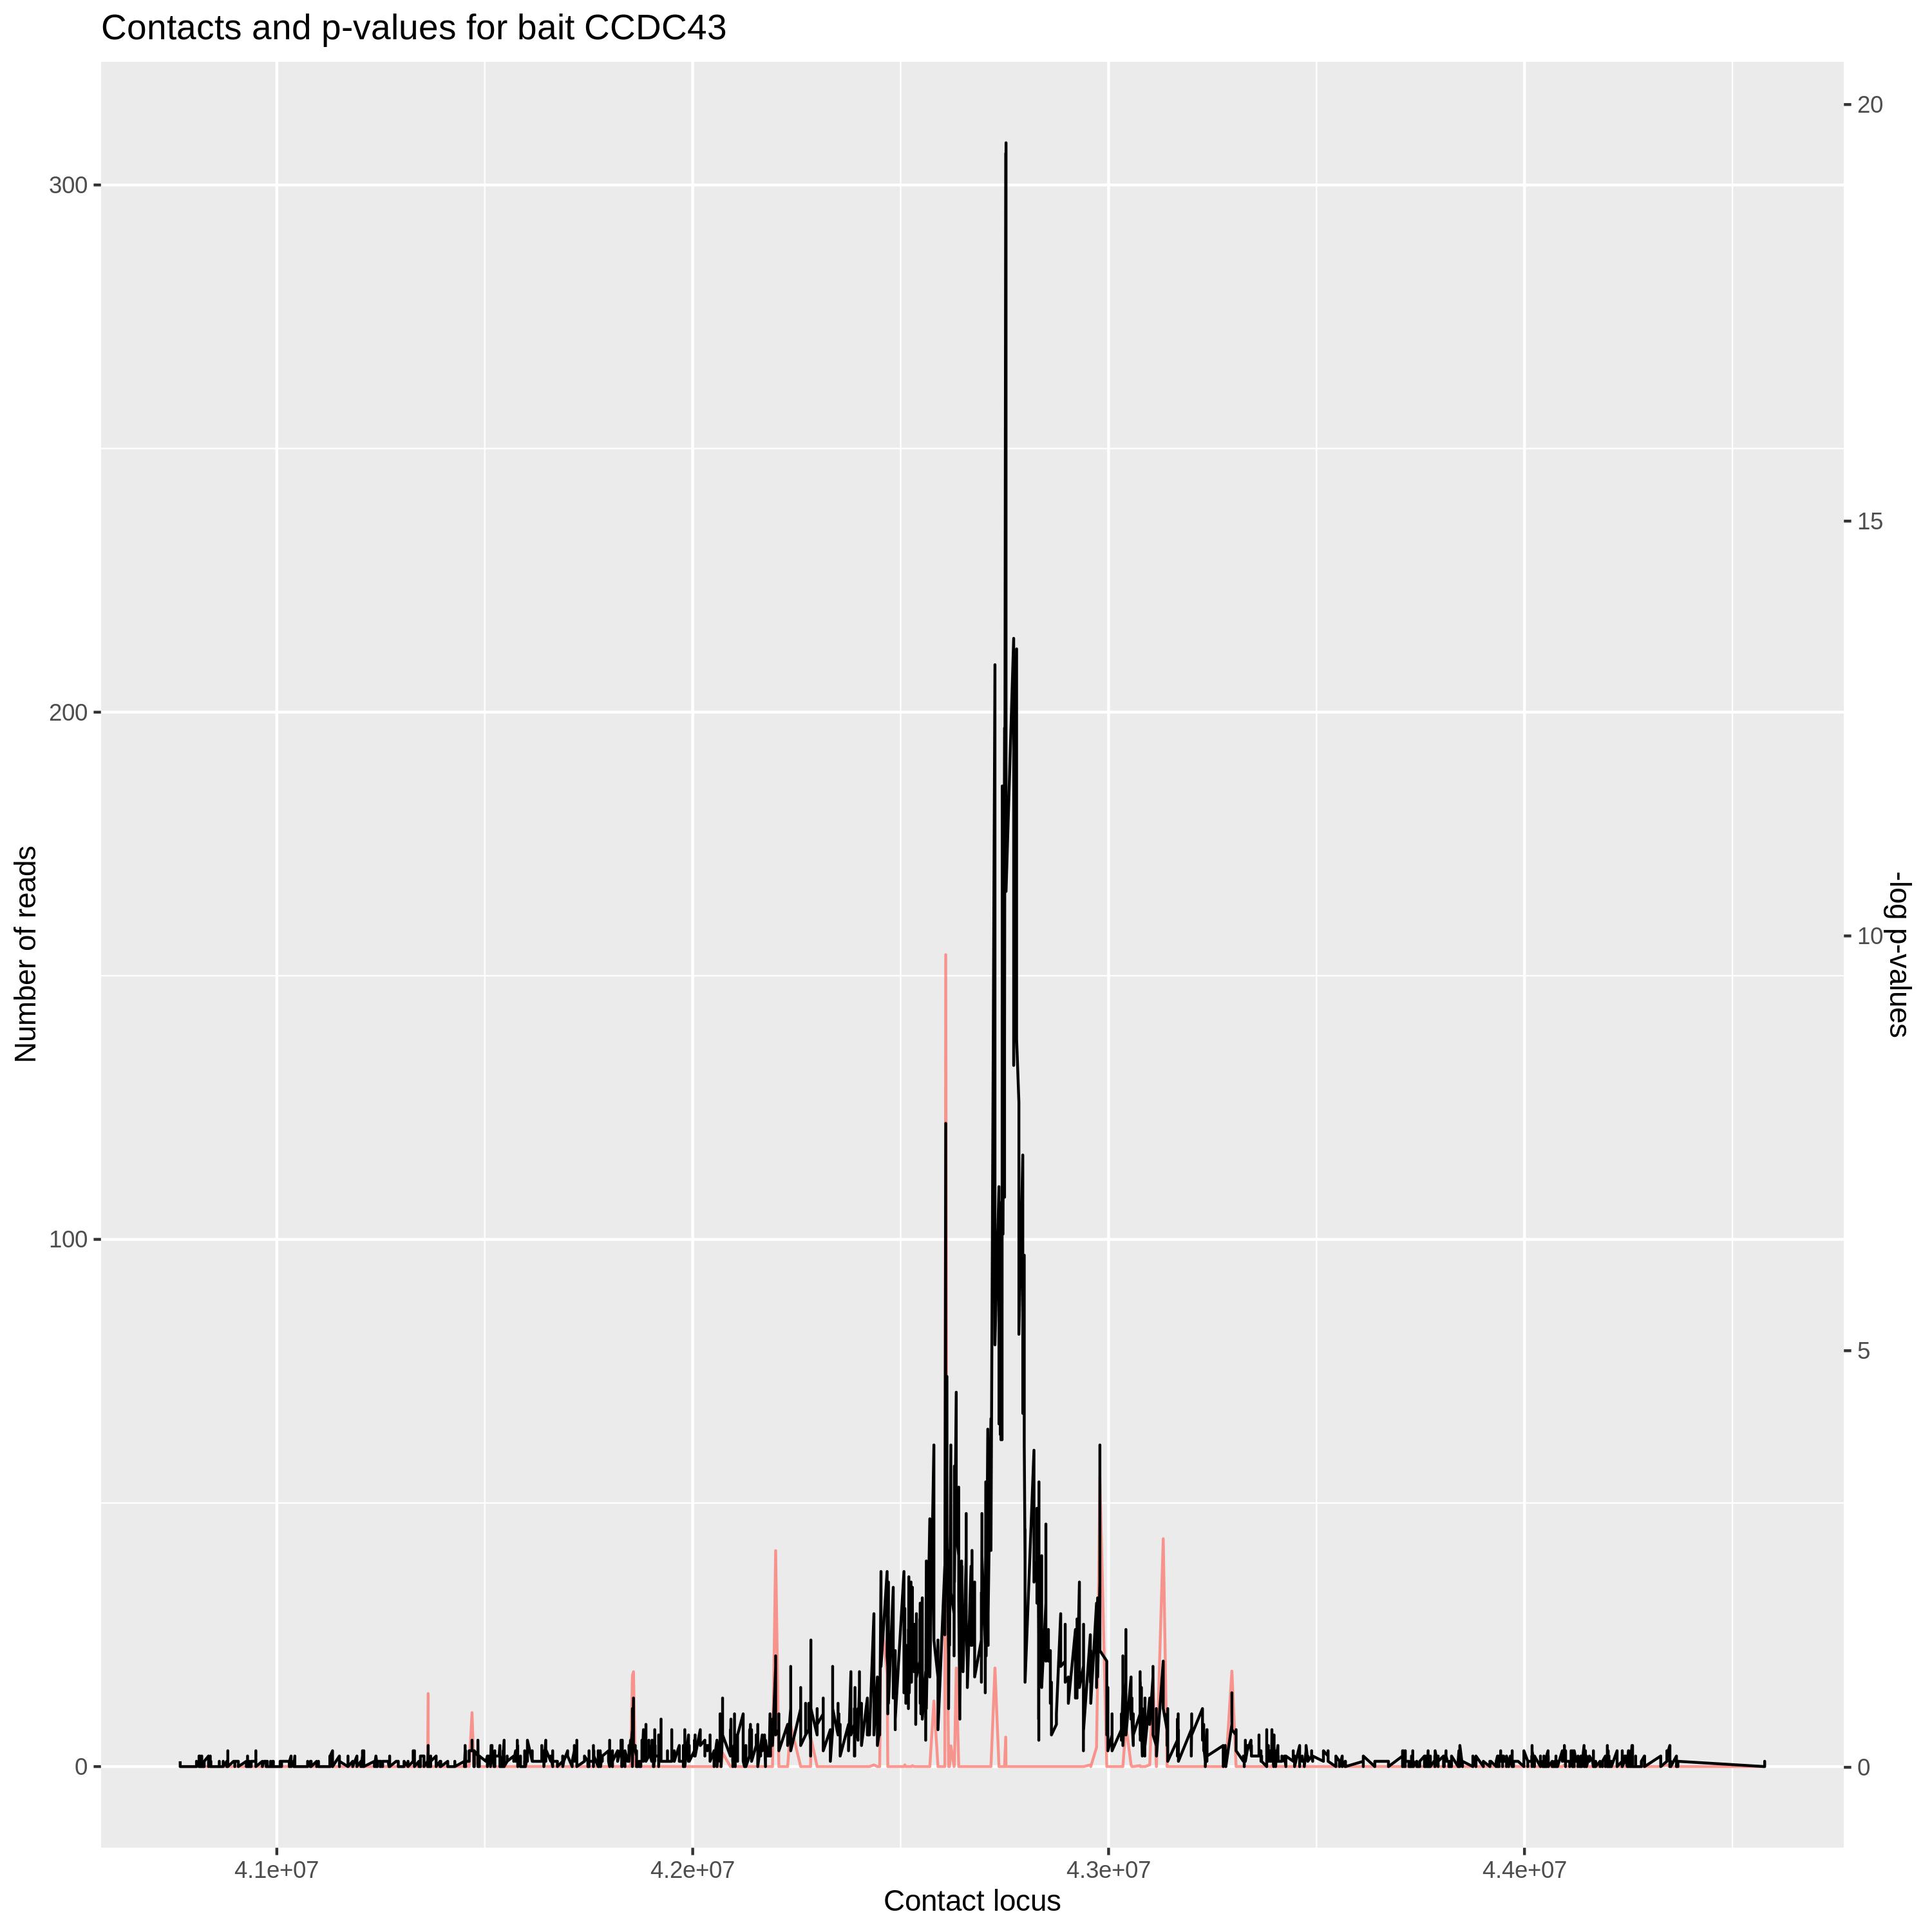 Contacts and p-values for bait CCDC43
300
200
100
0
Number of reads
20
15
10
5
0
-log p-values
4.1e+07 4.2e+07 4.3e+07 4.4e+07
Contact locus